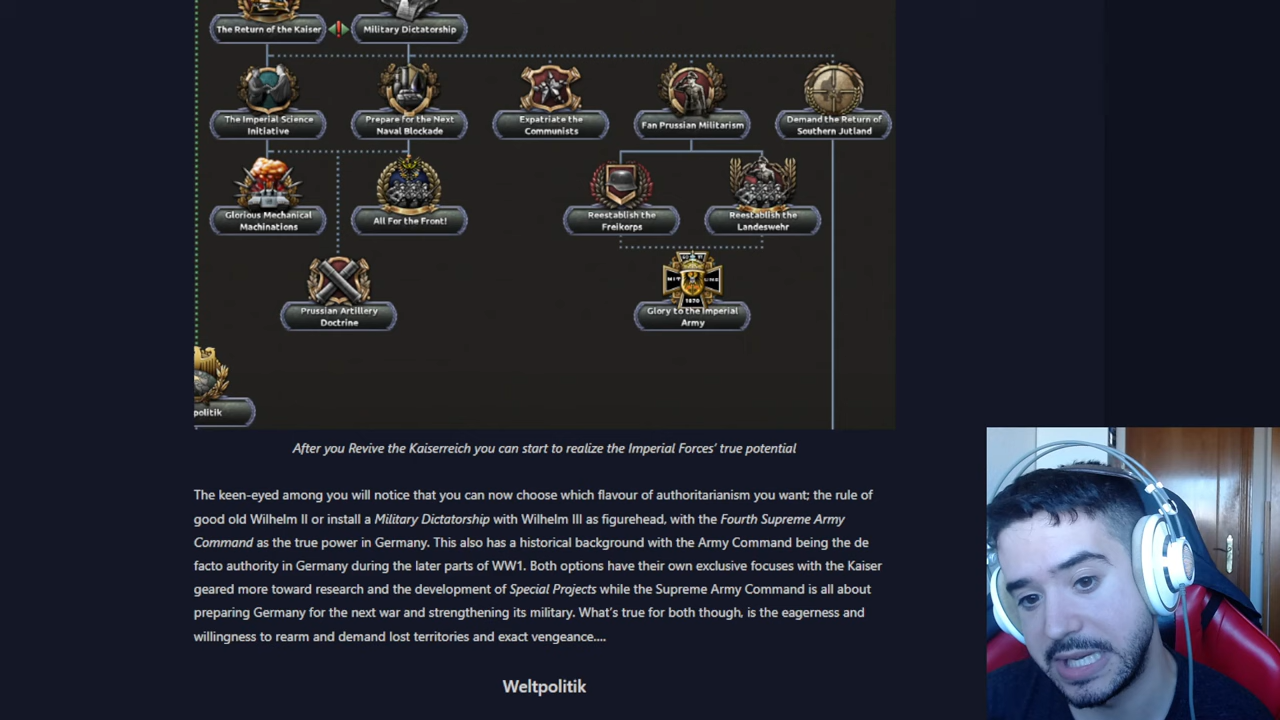 The Return of the Kaiser
Military Dictatorship
The Imperial Science
Initiative
Prepare for the Next
Naval Blockade
Expatriate the
Communists
Fan Prussian Militarism
Demand the Return of
Southern Jutland
Glorious Mechanical
Machinations
All For the Front!
Reestablish the
Freikorps
Reestablish the
Landeswehr
Prussian Artillery
Doctrine
MIT UNS
1870
Glory to the Imperial
Army
politik
After you Revive the Kaiserreich you can start to realize the Imperial Forces' true potential
The keen-eyed among you will notice that you can now choose which flavour of authoritarianism you want; the rule of
good old Wilhelm II or install a Military Dictatorship with Wilhelm III as figurehead, with the Fourth Supreme Army
Command as the true power in Germany. This also has a historical background with the Army Command being the de
facto authority in Germany during the later parts of WW1. Both options have their own exclusive focuses with the Kaiser
geared more toward research and the development of Special Projects while the Supreme Army Command is all about
preparing Germany for the next war and strengthening its military. What's true for both though, is the eagerness and
willingness to rearm and demand lost territories and exact vengeance....
Weltpolitik